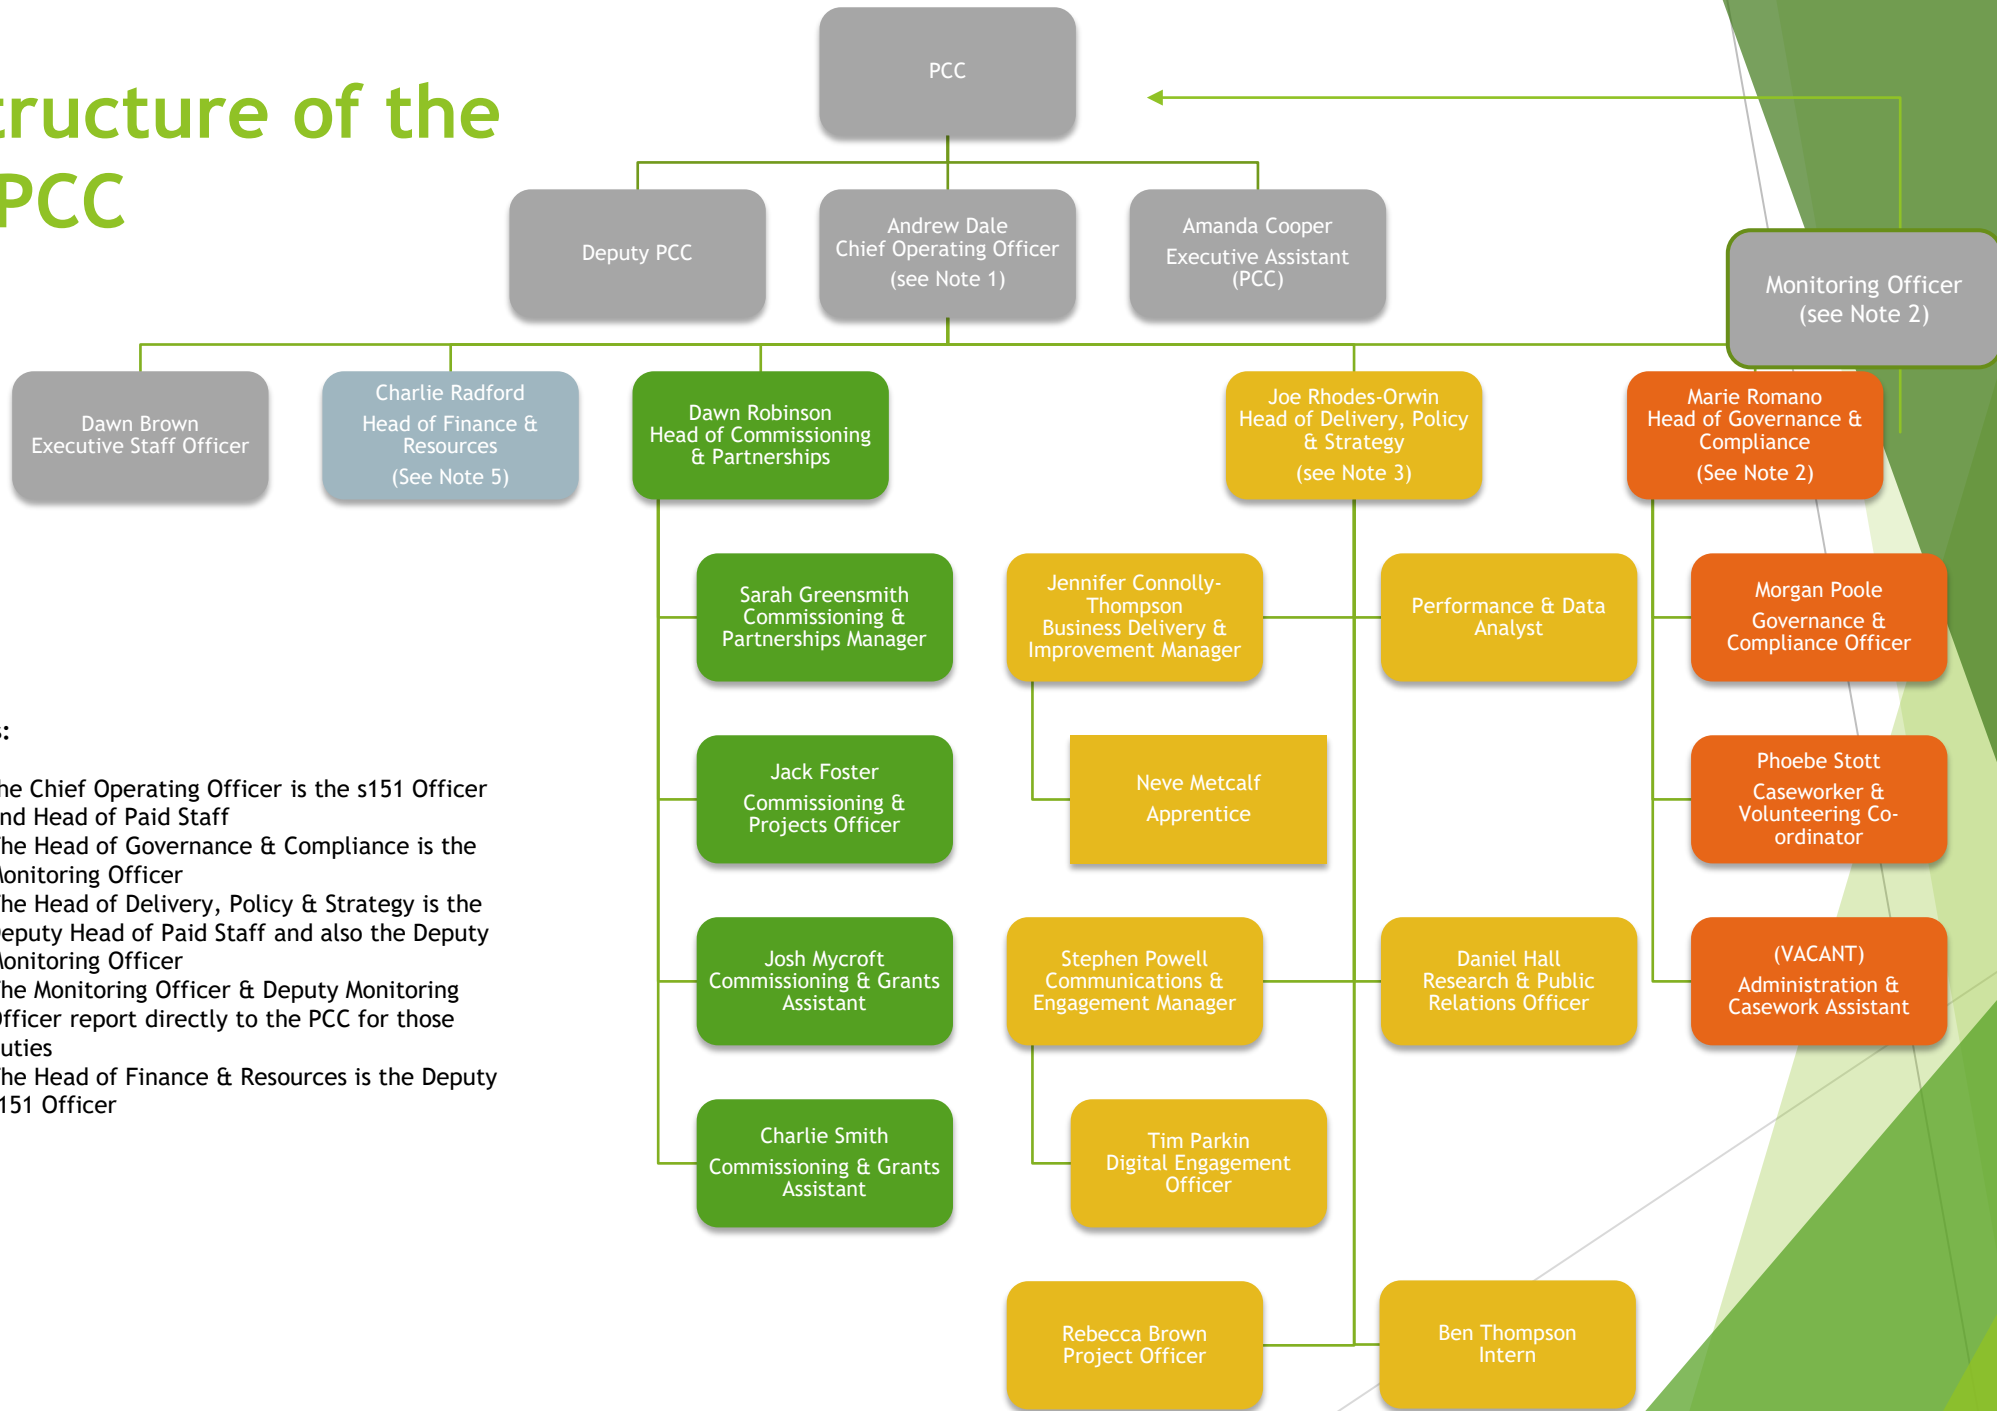 tructure of the
PCC
PCC
Deputy PCC
Andrew Dale
Chief Operating Officer
(see Note 1)
Amanda Cooper
Executive Assistant
(PCC)
Monitoring Officer
(see Note 2)
Dawn Brown
Executive Staff Officer
Charlie Radford
Head of Finance &
Resources
(See Note 5)
Dawn Robinson
Head of Commissioning
& Partnerships
Joe Rhodes-Orwin
Head of Delivery, Policy
& Strategy
(see Note 3)
Marie Romano
Head of Governance &
Compliance
(See Note 2)
Sarah Greensmith
Commissioning &
Partnerships Manager
Jennifer Connolly-
Thompson
Business Delivery &
Improvement Manager
Performance & Data
Analyst
Morgan Poole
Governance &
Compliance Officer
Jack Foster
Commissioning &
Projects Officer
Neve Metcalf
Apprentice
Phoebe Stott
Caseworker &
Volunteering Co-
ordinator
Josh Mycroft
Commissioning & Grants
Assistant
Stephen Powell
Communications &
Engagement Manager
Daniel Hall
Research & Public
Relations Officer
(VACANT)
Administration &
Casework Assistant
Charlie Smith
Commissioning & Grants
Assistant
Tim Parkin
Digital Engagement
Officer
Rebecca Brown
Project Officer
Ben Thompson
Intern
s:
he Chief Operating Officer is the s151 Officer
nd Head of Paid Staff
The Head of Governance & Compliance is the
Monitoring Officer
The Head of Delivery, Policy & Strategy is the
Deputy Head of Paid Staff and also the Deputy
Monitoring Officer
The Monitoring Officer & Deputy Monitoring
Officer report directly to the PCC for those
uties
The Head of Finance & Resources is the Deputy
151 Officer